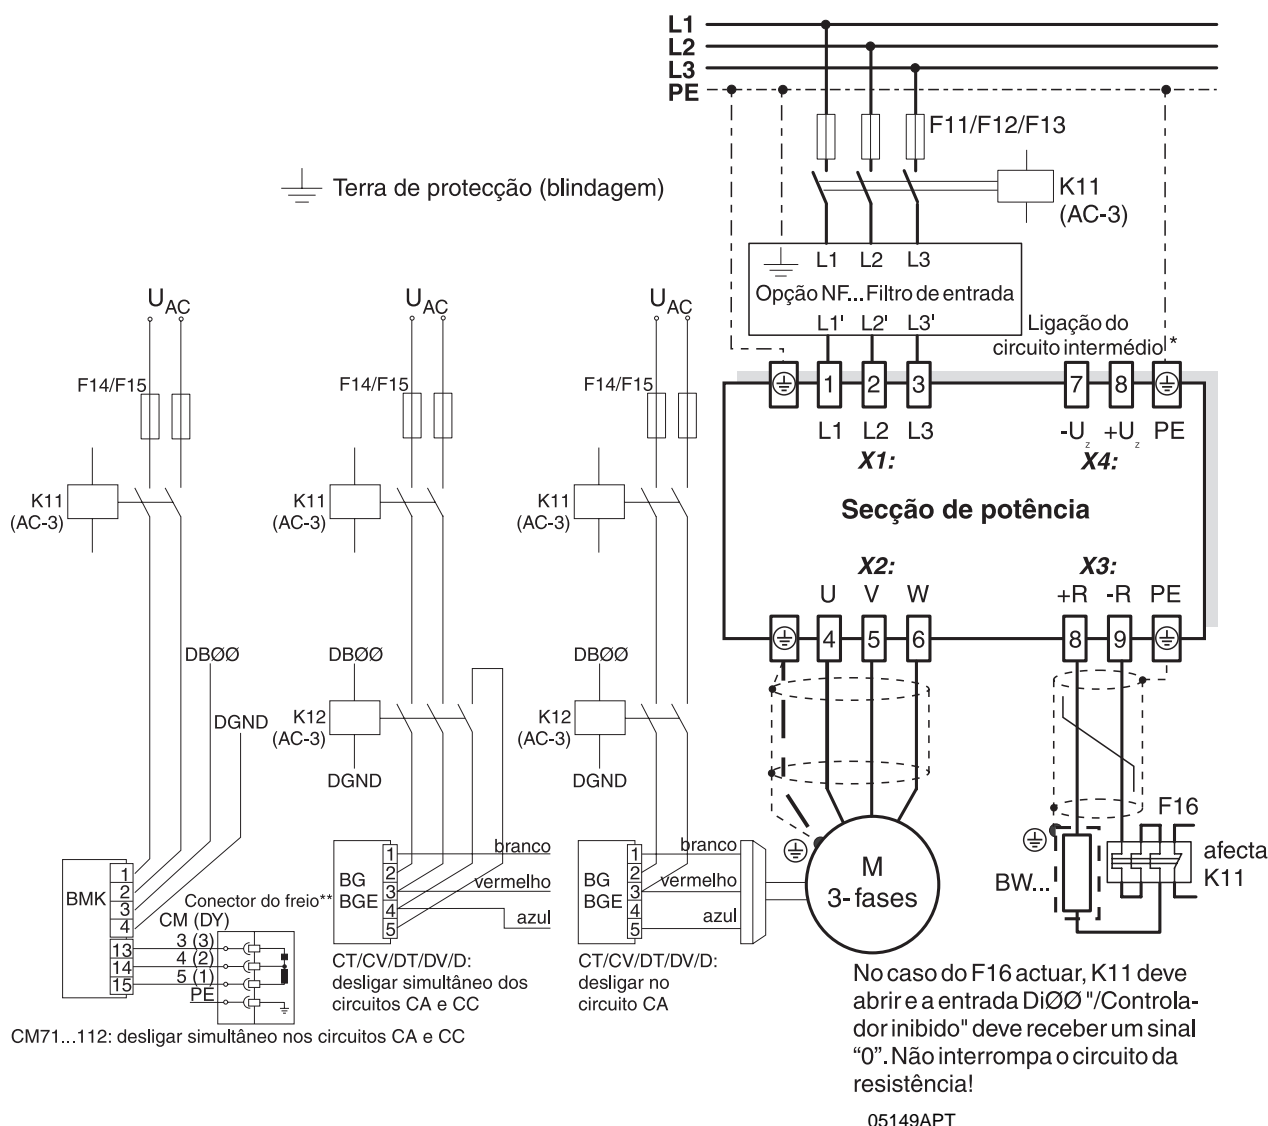 L1
L2
L3
PE
F11/F12/F13
Terra de protecção (blindagem)
K11
(AC-3)
L1 L2 L3
Opção NF...Filtro de entrada
L1' L2' L3'
Ligação do
circuito intermédio *
1 2 3 7 8
L1 L2 L3 -Uz +Uz PE
X1: X4:
Secção de potência
X2: X3:
U V W +R -R PE
4 5 6 8 9
UAC UAC UAC
F14/F15 F14/F15 F14/F15
K11 K11 K11
(AC-3) (AC-3) (AC-3)
DBØØ DBØØ DBØØ
DGND
K12 K12
(AC-3) (AC-3)
DGND DGND
BMK
1
2
3
4
13
14
15
Conector do freio**
CM (DY)
3 (3)
4 (2)
5 (1)
PE
BG
BGE
1
2
3
4
5
branco
vermelho
azul
CT/CV/DT/DV/D:
desligar simultâneo dos
circuitos CA e CC
BG
BGE
1
2
3
4
5
branco
vermelho
azul
CT/CV/DT/DV/D:
desligar no
circuito CA
CM71...112: desligar simultâneo nos circuitos CA e CC
M
3-fases
F16
BW...
afecta
K11
No caso do F16 actuar, K11 deve
abrir e a entrada DiØØ "/Controla-
dor inibido" deve receber um sinal
“0”. Não interrompa o circuito da
resistência!
05149APT